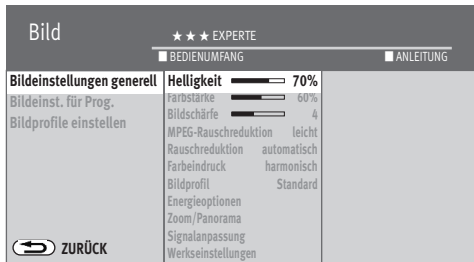 Bild
★★★ EXPERTE
BEDIENUMFANG
ANLEITUNG
Bildeinstellungen generell
Bildeinst. für Prog.
Bildprofile einstellen
Helligkeit 70%
Farbstärke 60%
Bildschärfe 4
MPEG-Rauschreduktion leicht
Rauschreduktion automatisch
Farbeindruck harmonisch
Bildprofil Standard
Energieoptionen
Zoom/Panorama
Signalanpassung
Werkseinstellungen
ZURÜCK